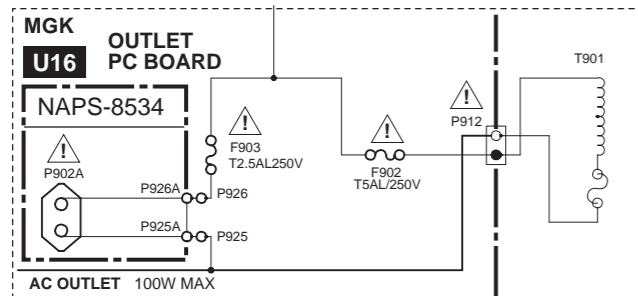 MGK
U16
OUTLET
PC BOARD
NAPS-8534
P902A
P926A
P926
P925A
P925
F903
T2.5AL250V
F902
T5AL/250V
P912
T901
AC OUTLET 100W MAX